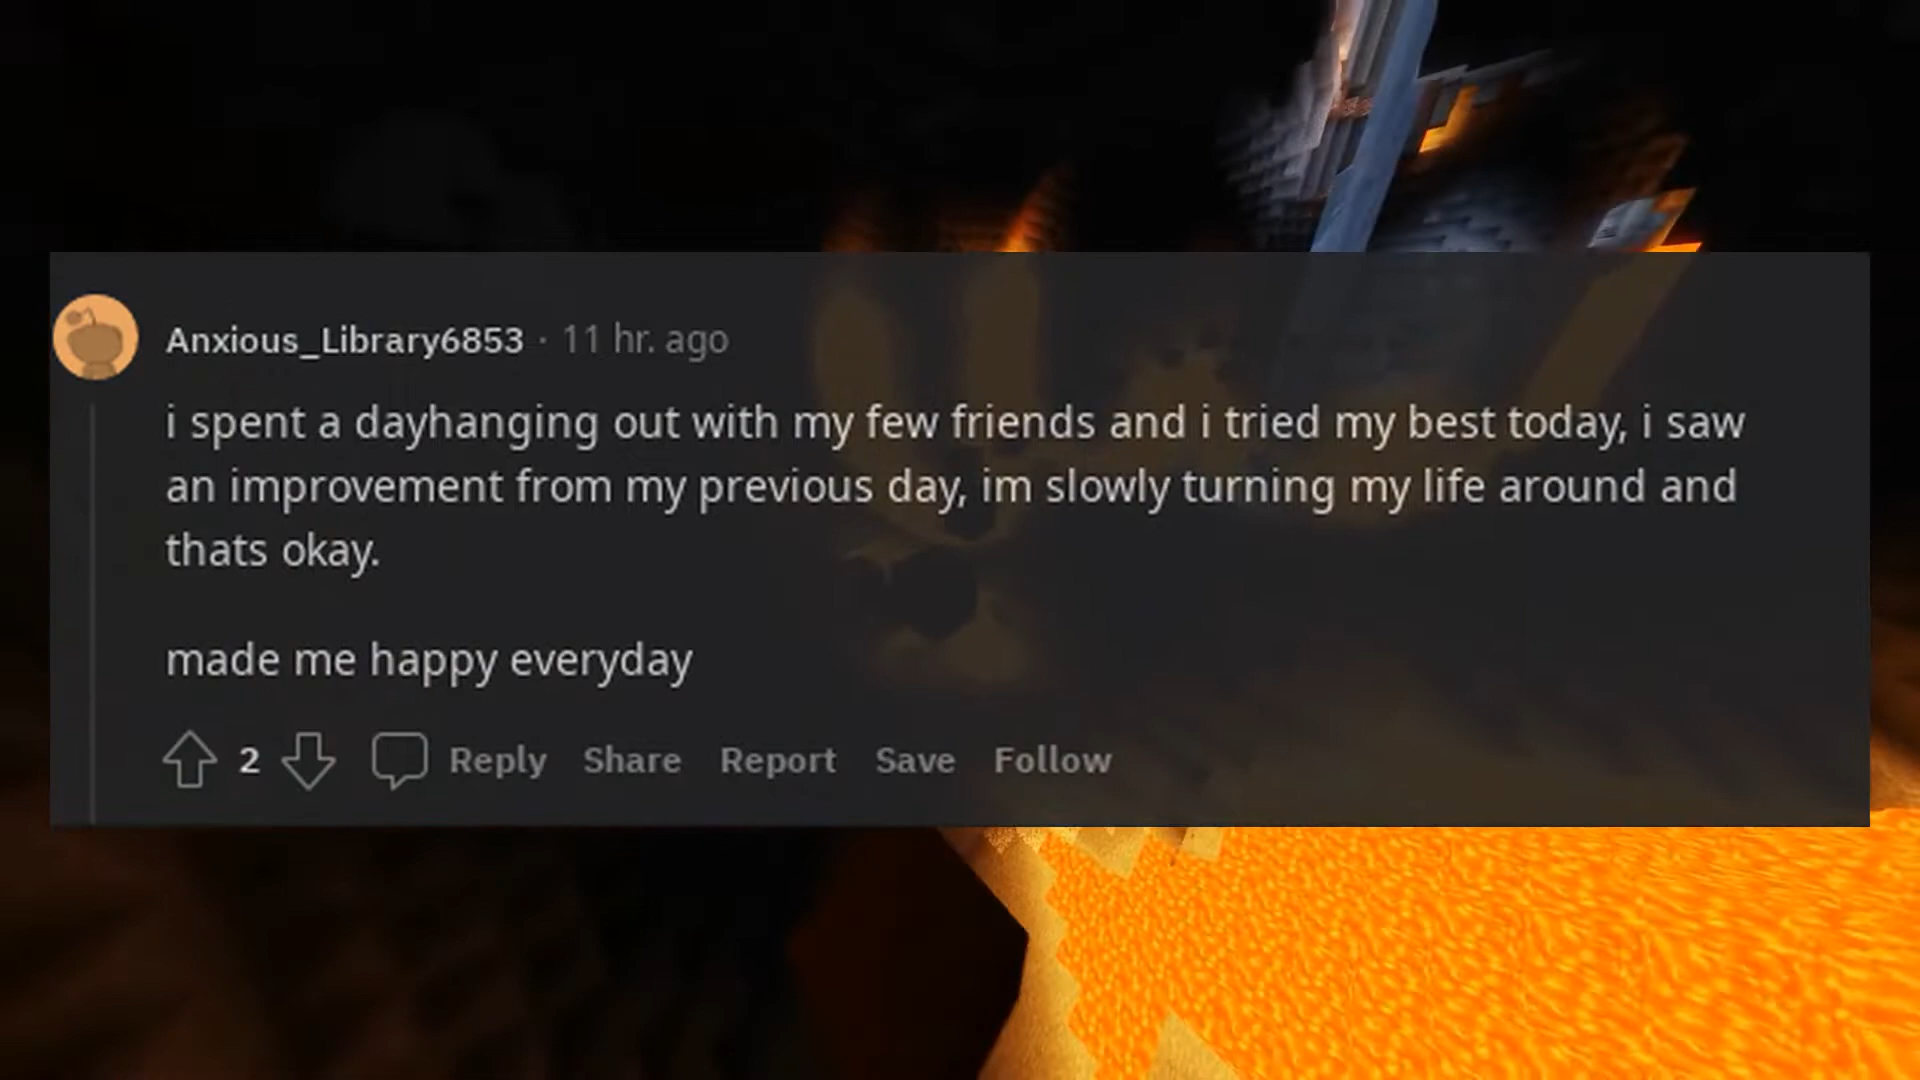 Anxious_Library6853 · 11 hr. ago
i spent a dayhanging out with my few friends and i tried my best today, i saw
an improvement from my previous day, im slowly turning my life around and
thats okay.
made me happy everyday
2 Reply Share Report Save Follow